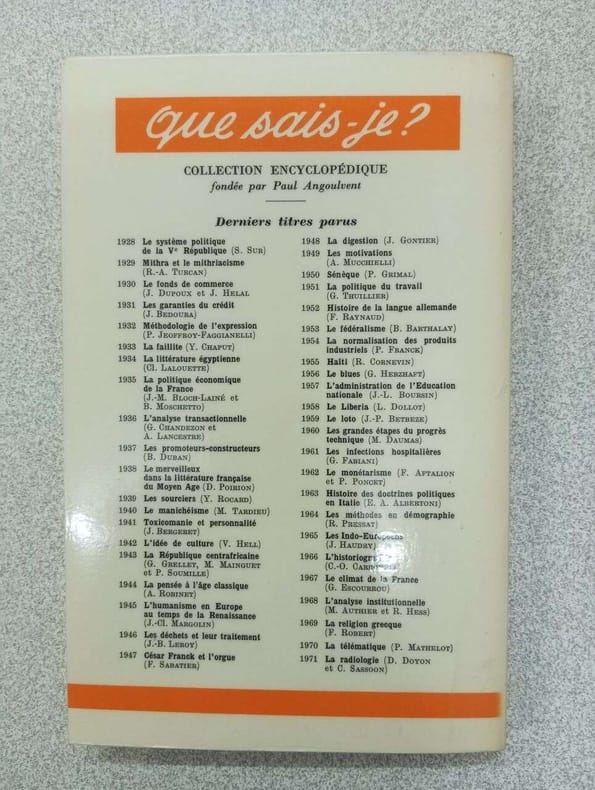 Que sais-je?
COLLECTION ENCYCLOPÉDIQUE
fondée par Paul Angoulvent
Derniers titres parus
1928 Le système politique
de la Vᵉ République (S. SUR)
1929 Mithra et le mithriacisme
(R.-A. TURCAN)
1930 Le fonds de commerce
(J. DUPOUX et J. HELAL
1931 Les garanties du crédit
(J. BEDOURA)
1932 Méthodologie de l'expression
(P. JEOFFROY-FAGGIANELLI)
1933 La faillite (Y. CHAPUT)
1934 La littérature égyptienne
(Cl. LALOUETTE)
1935 La politique économique
de la France
(J.-M. BLOCH-LAINÉ et
B. MOSCHETTO)
1936 L'analyse transactionnelle
(G. CHANDEZON et
A. LANCESTRE)
1937 Les promoteurs-constructeurs
(B. DUBAN)
1938 Le merveilleux
dans la littérature française
du Moyen Age (D. POIRION)
1939 Les sourciers (Y. ROCARD)
1940 Le manichéisme (M. TARDIEU)
1941 Toxicomanie et personnalité
(J. BERGERET)
1942 L'idée de culture (V. HELL)
1943 La République centrafricaine
(G. GRELLET, M. MAINGUET
et P. SOUMILLE)
1944 La pensée à l'âge classique
(A. ROBINET)
1945 L'humanisme en Europe
au temps de la Renaissance
(J.-Cl. MARGOLIN)
1946 Les déchets et leur traitement
(J.-B. LEROY)
1947 César Franck et l'orgue
(F. SABATIER)
1948 La digestion (J. GONTIER)
1949 Les motivations
(A. MUCCHIELLI)
1950 Sénèque (P. GRIMAL)
1951 La politique du travail
(G. THUILLIER)
1952 Histoire de la langue allemande
(F. RAYNAUD)
1953 Le fédéralisme (B. BARTHALAY)
1954 La normalisation des produits
industriels (P. FRANCK)
1955 Haïti (R. CORNEVIN)
1956 Le blues (G. HERZHAFT)
1957 L'administration de l'Education
nationale (J.-L. BOURSIN)
1958 Le Liberia (L. DOLLOT)
1959 Le loto (J.-P. BETBEZE)
1960 Les grandes étapes du progrès
technique (M. DAUMAS)
1961 Les infections hospitalières
(G. FABIANI)
1962 Le monétarisme (F. AFTALION
et P. PONCET)
1963 Histoire des doctrines politiques
en Italie (E. A. ALBERTONI)
1964 Les méthodes en démographie
(R. PRESSAT)
1965 Les Indo-Européens
(J. HAUDRY)
1966
(C.-O.
1967 Le climat de la France
(G. ESCOURROU)
1968 L'analyse institutionnelle
(M. AUTHIER et R. HESS)
1969 La religion grecque
(F. ROBERT)
1970 La télématique (P. MATHELOT)
1971 La radiologie (D. DOYON
et C. SASSOON)